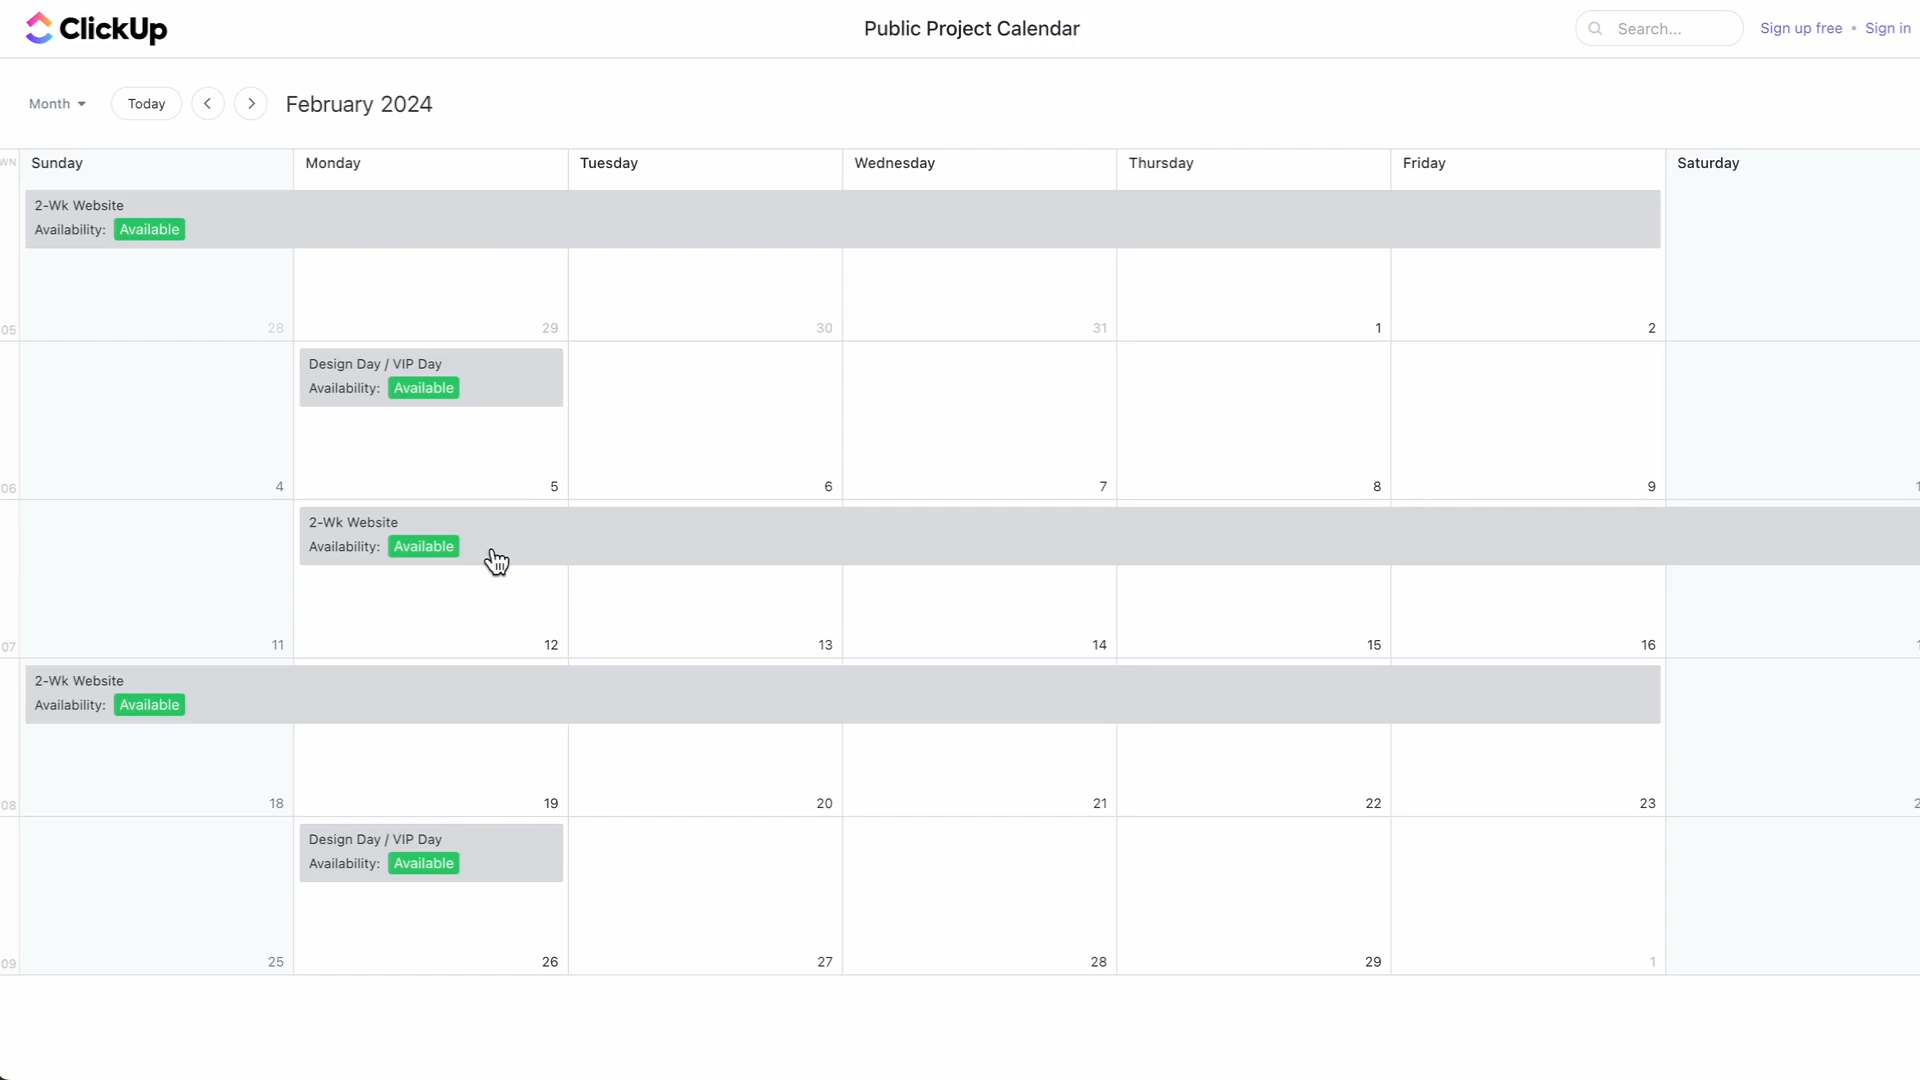 ClickUp
Public Project Calendar
Search...
Sign up free • Sign in
Month
Today
February 2024
WN
Sunday
Monday
Tuesday
Wednesday
Thursday
Friday
Saturday
2-Wk Website
Availability: Available
05
28
29
30
31
1
2
Design Day / VIP Day
Availability: Available
06
4
5
6
7
8
9
2-Wk Website
Availability: Available
07
11
12
13
14
15
16
2-Wk Website
Availability: Available
08
18
19
20
21
22
23
Design Day / VIP Day
Availability: Available
09
25
26
27
28
29
1